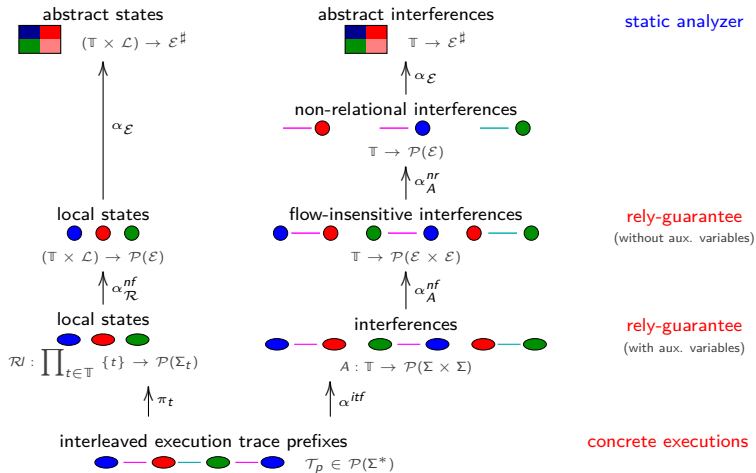 abstract states
abstract interferences
static analyzer
(𝕋 × ℒ) → ℰ♯
𝕋 → ℰ♯
αℰ
non-relational interferences
αℰ
𝕋 → 𝒫(ℰ)
α_A^nr
local states
flow-insensitive interferences
rely-guarantee
(without aux. variables)
(𝕋 × ℒ) → 𝒫(ℰ)
𝕋 → 𝒫(ℰ × ℰ)
α_ℛ^nf
α_A^nf
local states
interferences
rely-guarantee
(with aux. variables)
ℛl : ∏_{t∈𝕋} {t} → 𝒫(Σ_t)
A : 𝕋 → 𝒫(Σ × Σ)
π_t
α^itf
interleaved execution trace prefixes
concrete executions
𝒯_p ∈ 𝒫(Σ*)